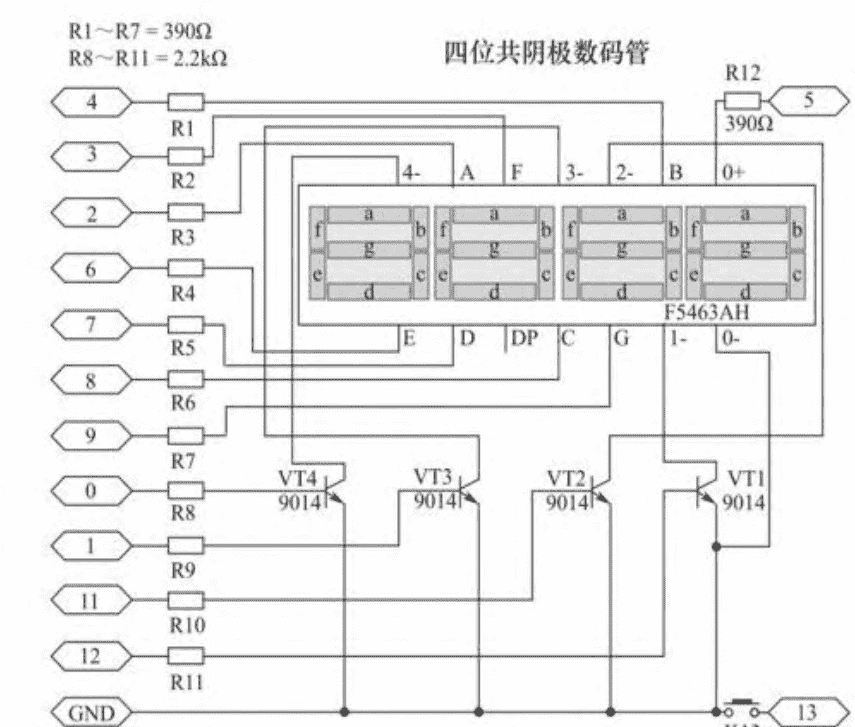 R1～R7 = 390Ω
R8～R11 = 2.2kΩ
四位共阴极数码管
R12
4
5
R1
390Ω
3
R2
4-
A
F
3-
2-
B
0+
2
R3
a
a
a
a
f
b
f
b
f
b
f
b
g
g
g
g
6
R4
e
c
e
c
e
c
e
c
d
d
d
d
F5463AH
7
R5
E
D
DP
C
G
1-
0-
8
R6
9
R7
VT4
9014
VT3
9014
VT2
9014
VT1
9014
0
R8
1
R9
11
R10
12
R11
GND
13